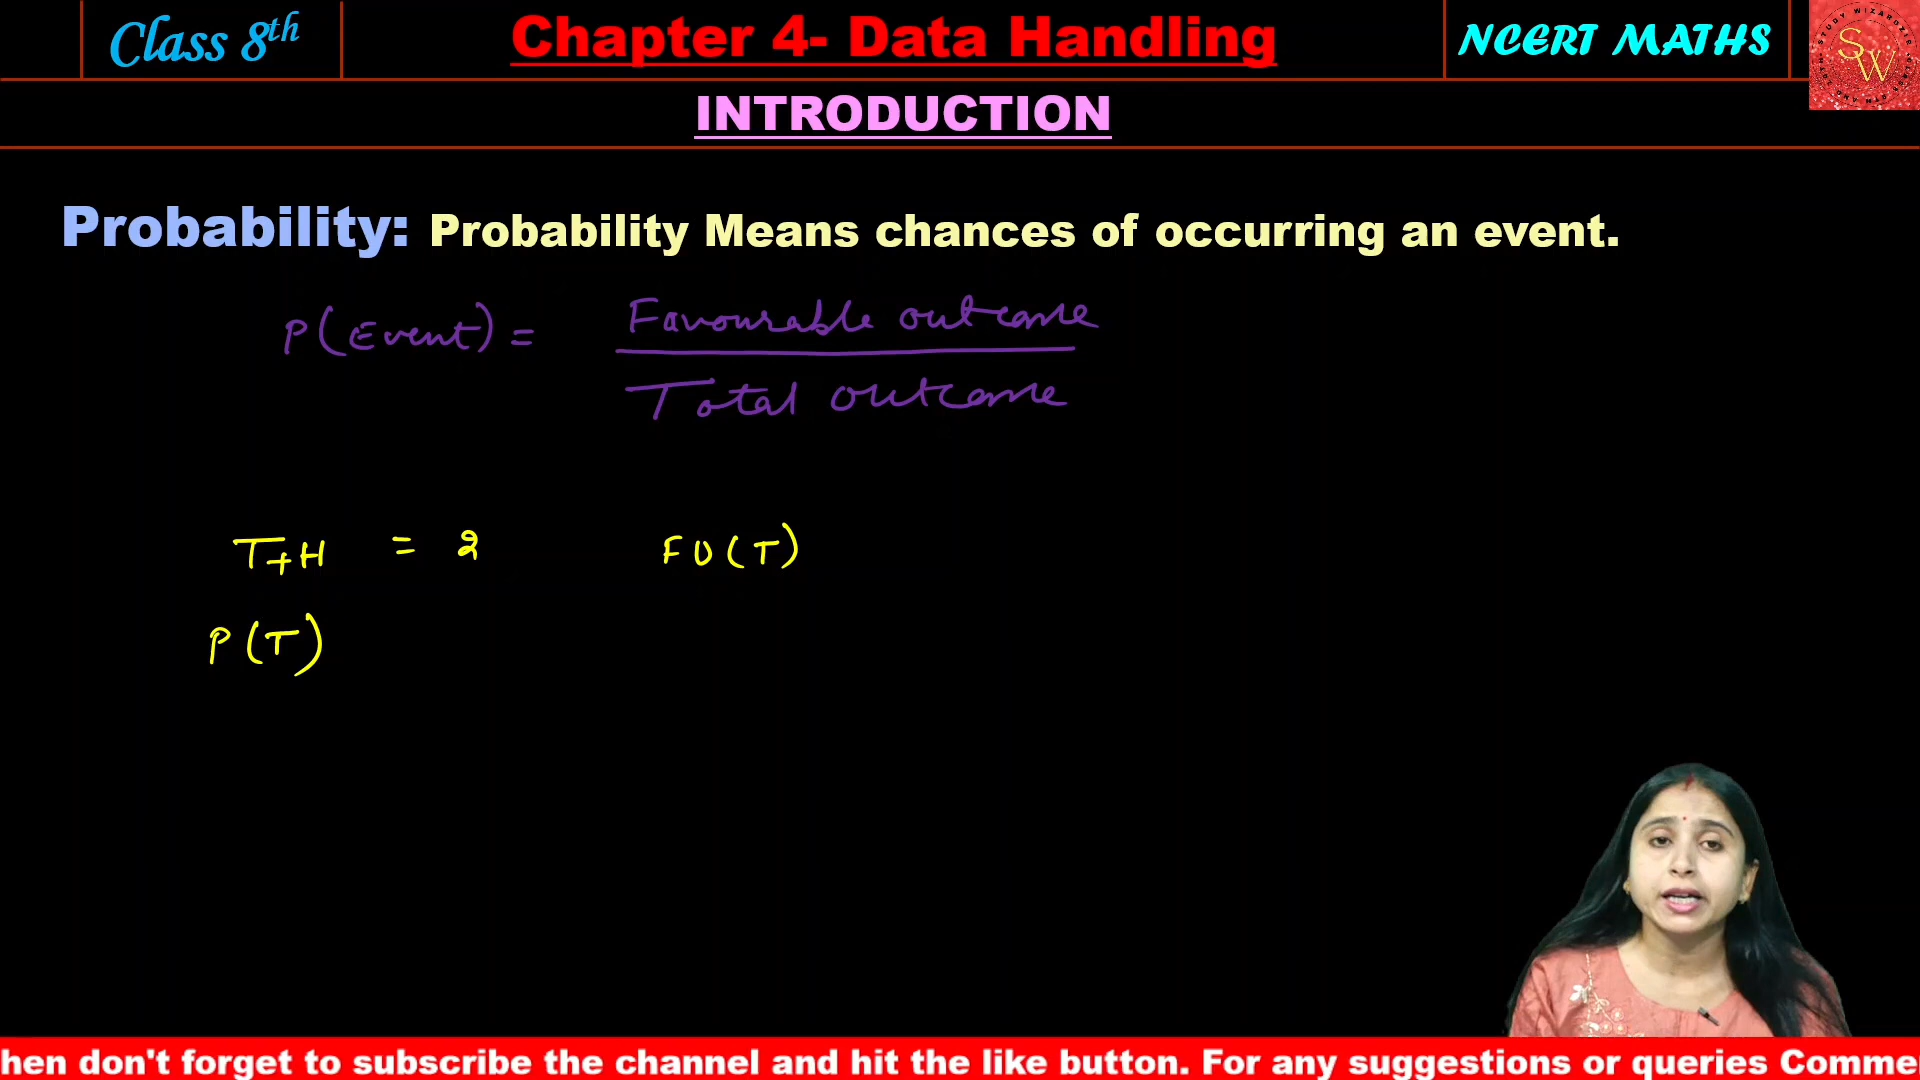 Class 8th
Chapter 4- Data Handling
NCERT MATHS
SW
INTRODUCTION
Probability: Probability Means chances of occurring an event.
P(Event) = Favourable outcome
Total outcome
T+H = 2 FO(T)
P(T)
hen don't forget to subscribe the channel and hit the like button. For any suggestions or queries Comme